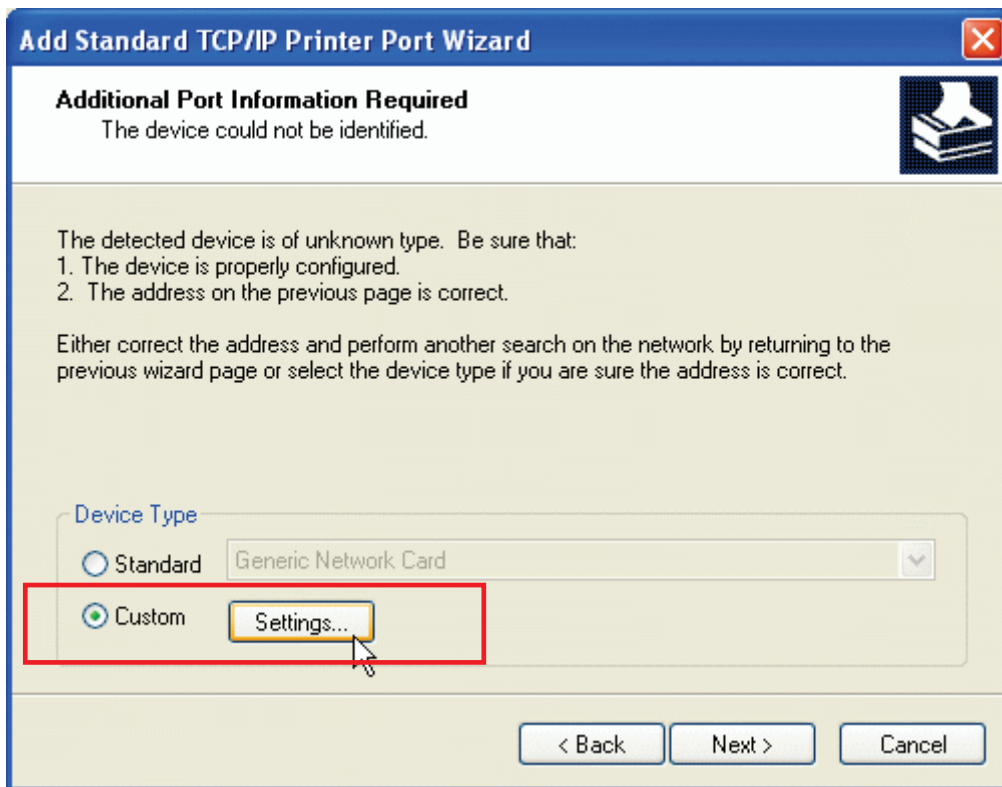 Add Standard TCP/IP Printer Port Wizard
Additional Port Information Required
The device could not be identified.
The detected device is of unknown type.  Be sure that:
1. The device is properly configured.
2.  The address on the previous page is correct.
Either correct the address and perform another search on the network by returning to the
previous wizard page or select the device type if you are sure the address is correct.
Device Type
Standard Generic Network Card
Custom Settings...
< Back Next > Cancel